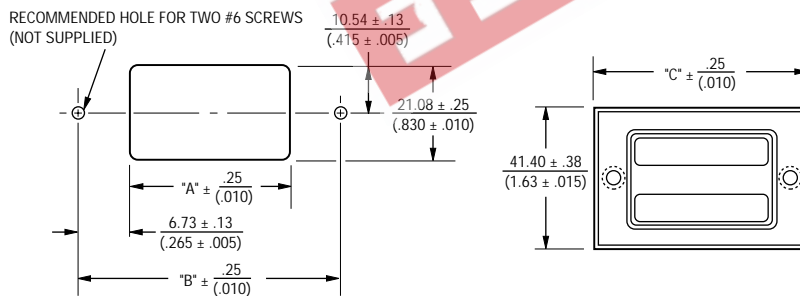 RECOMMENDED HOLE FOR TWO #6 SCREWS
(NOT SUPPLIED)
10.54 ± .13
(.415 ± .005)
21.08 ± .25
(.830 ± .010)
"A" ± .25
(.010)
6.73 ± .13
(.265 ± .005)
"B" ± .25
(.010)
"C" ± .25
(.010)
41.40 ± .38
(1.63 ± .015)